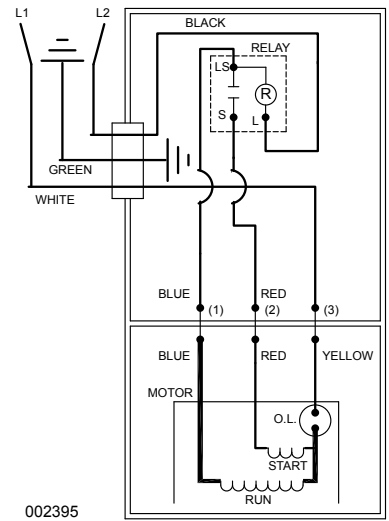 L1
L2
BLACK
RELAY
LS
R
S
L
GREEN
WHITE
BLUE
RED
(1)
(2)
(3)
BLUE
RED
YELLOW
MOTOR
O.L.
START
RUN
002395